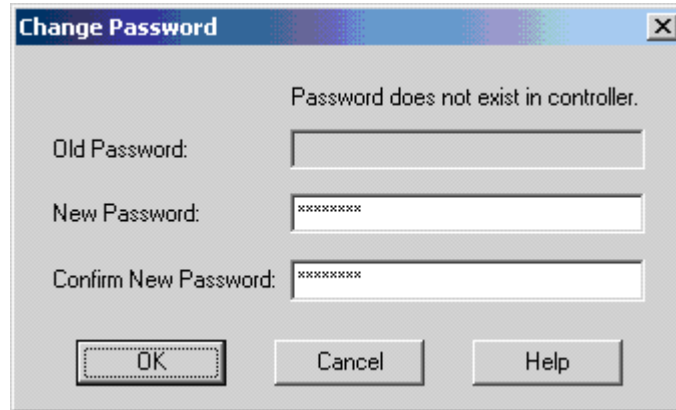 Change Password
Password does not exist in controller.
Old Password:
New Password: ********
Confirm New Password: ********
OK Cancel Help